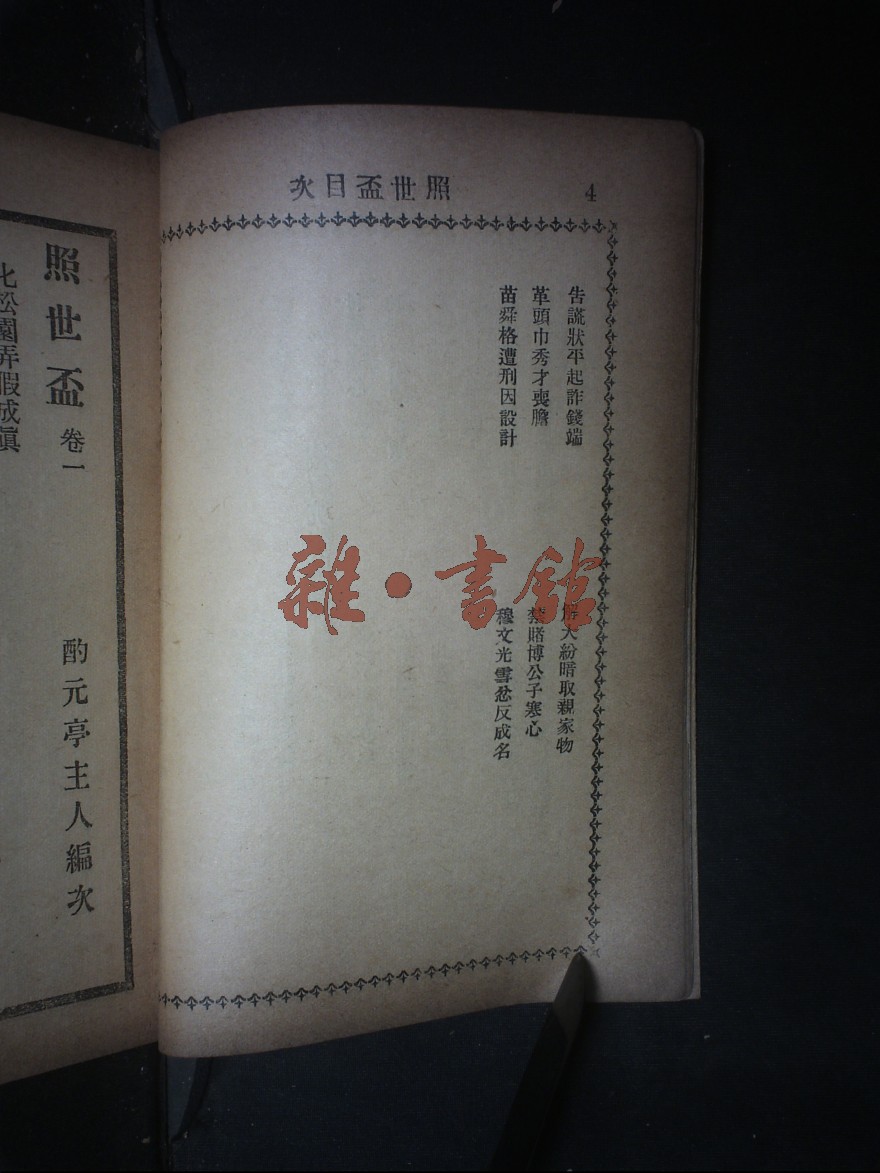 照世盃目次
4
告謊狀平起詐錢端
解大紛暗取親家物
革頭巾秀才喪膽
禁賭博公子寒心
苗舜格遭刑因設計
穆文光雪忿反成名
雜・書館
照世盃 卷一
酌元亭主人編次
七松園弄假成眞